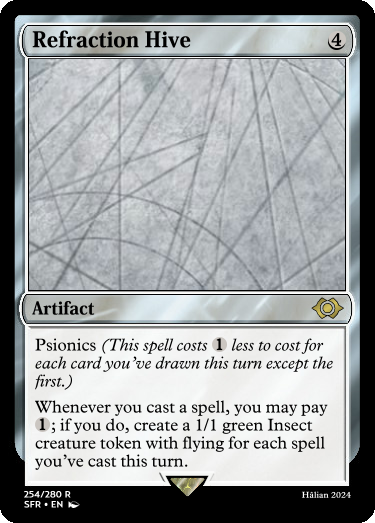 Refraction Hive 4
Artifact
Psionics (This spell costs 1 less to cost for
each card you've drawn this turn except the
first.)
Whenever you cast a spell, you may pay
1; if you do, create a 1/1 green Insect
creature token with flying for each spell
you've cast this turn.
254/280 R
SFR • EN
Hålian 2024